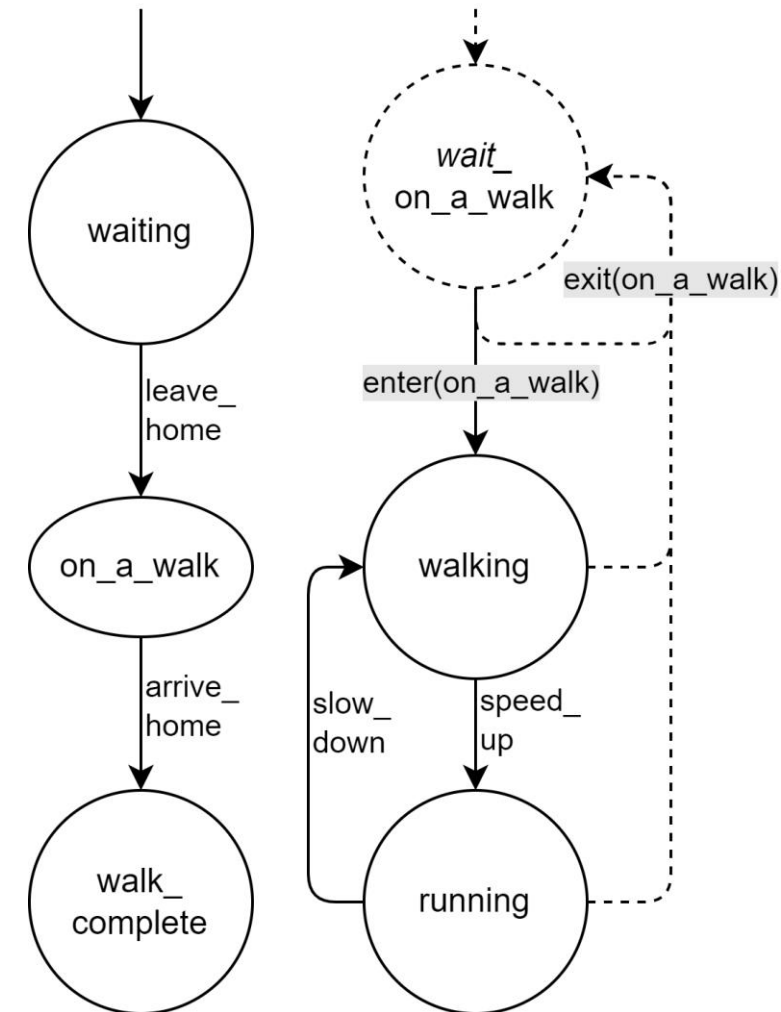 waiting
leave_
home
on_a_walk
arrive_
home
walk_
complete
wait_
on_a_walk
exit(on_a_walk)
enter(on_a_walk)
walking
slow_
down
speed_
up
running